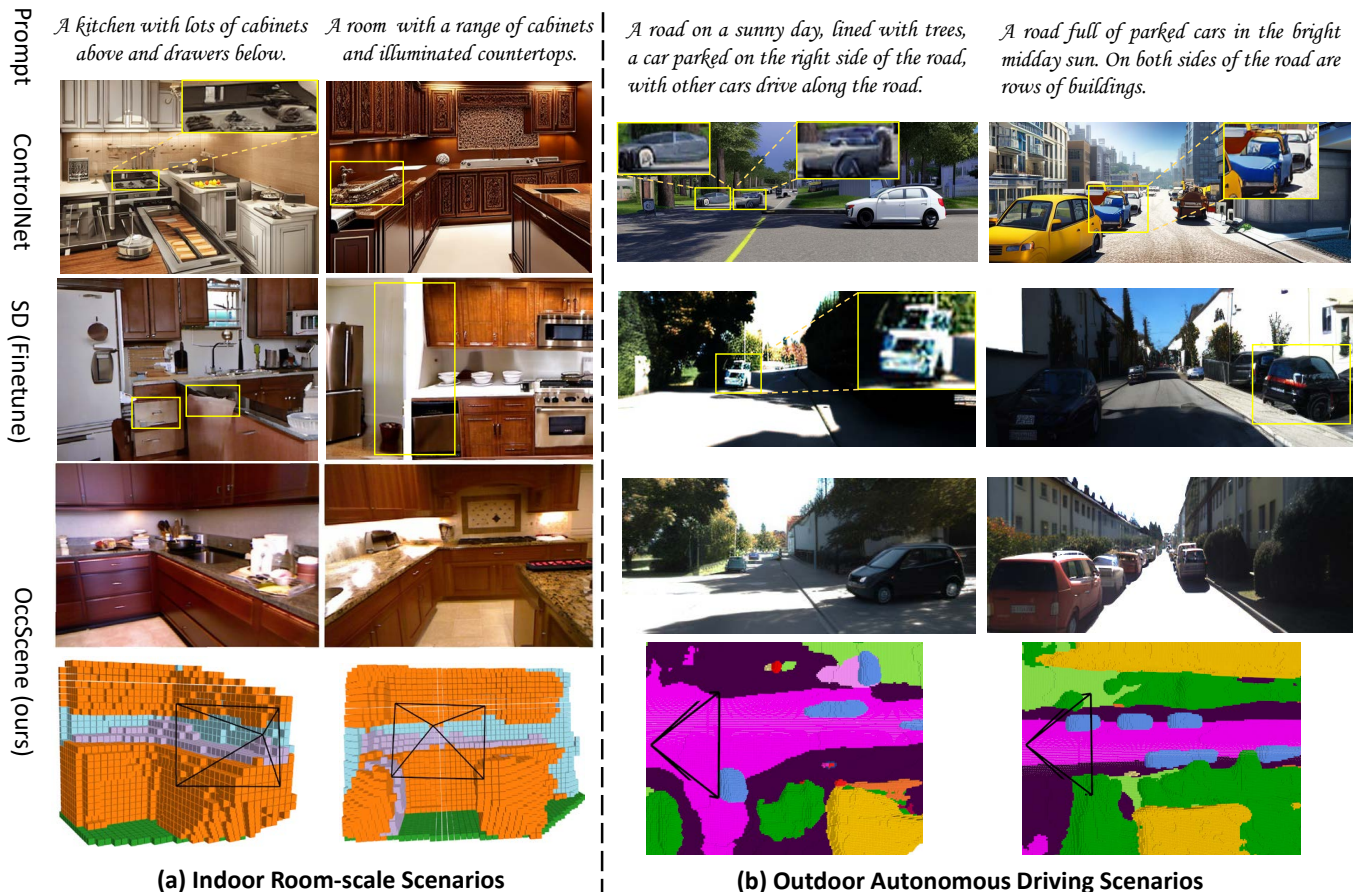 Prompt
A kitchen with lots of cabinets
above and drawers below.
A room with a range of cabinets
and illuminated countertops.
A road on a sunny day, lined with trees,
a car parked on the right side of the road,
with other cars drive along the road.
A road full of parked cars in the bright
midday sun. On both sides of the road are
rows of buildings.
ControlNet
SD (Finetune)
OccScene (ours)
(a) Indoor Room-scale Scenarios
(b) Outdoor Autonomous Driving Scenarios